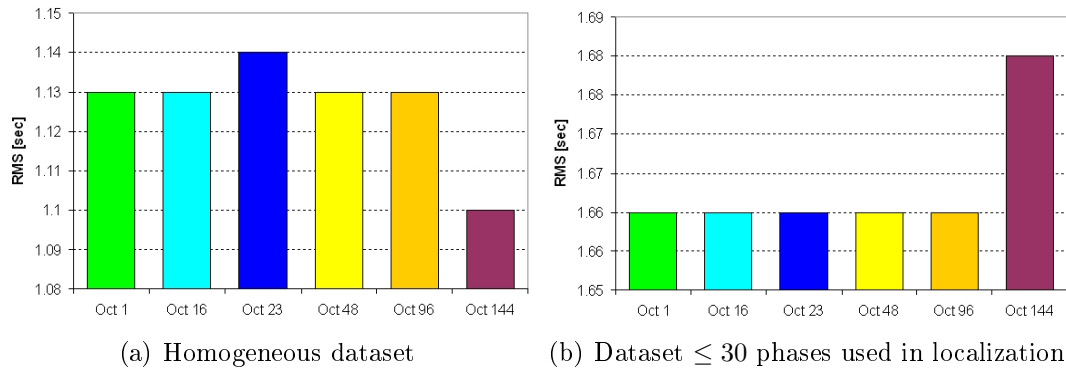 1.15
1.14
1.13
1.12
1.11
1.1
1.09
1.08
RMS [sec]
Oct 1 Oct 16 Oct 23 Oct 48 Oct 96 Oct 144
(a) Homogeneous dataset
1.69
1.68
1.68
1.67
1.67
1.66
1.66
1.65
RMS [sec]
Oct 1 Oct 16 Oct 23 Oct 48 Oct 96 Oct 144
(b) Dataset ≤ 30 phases used in localization